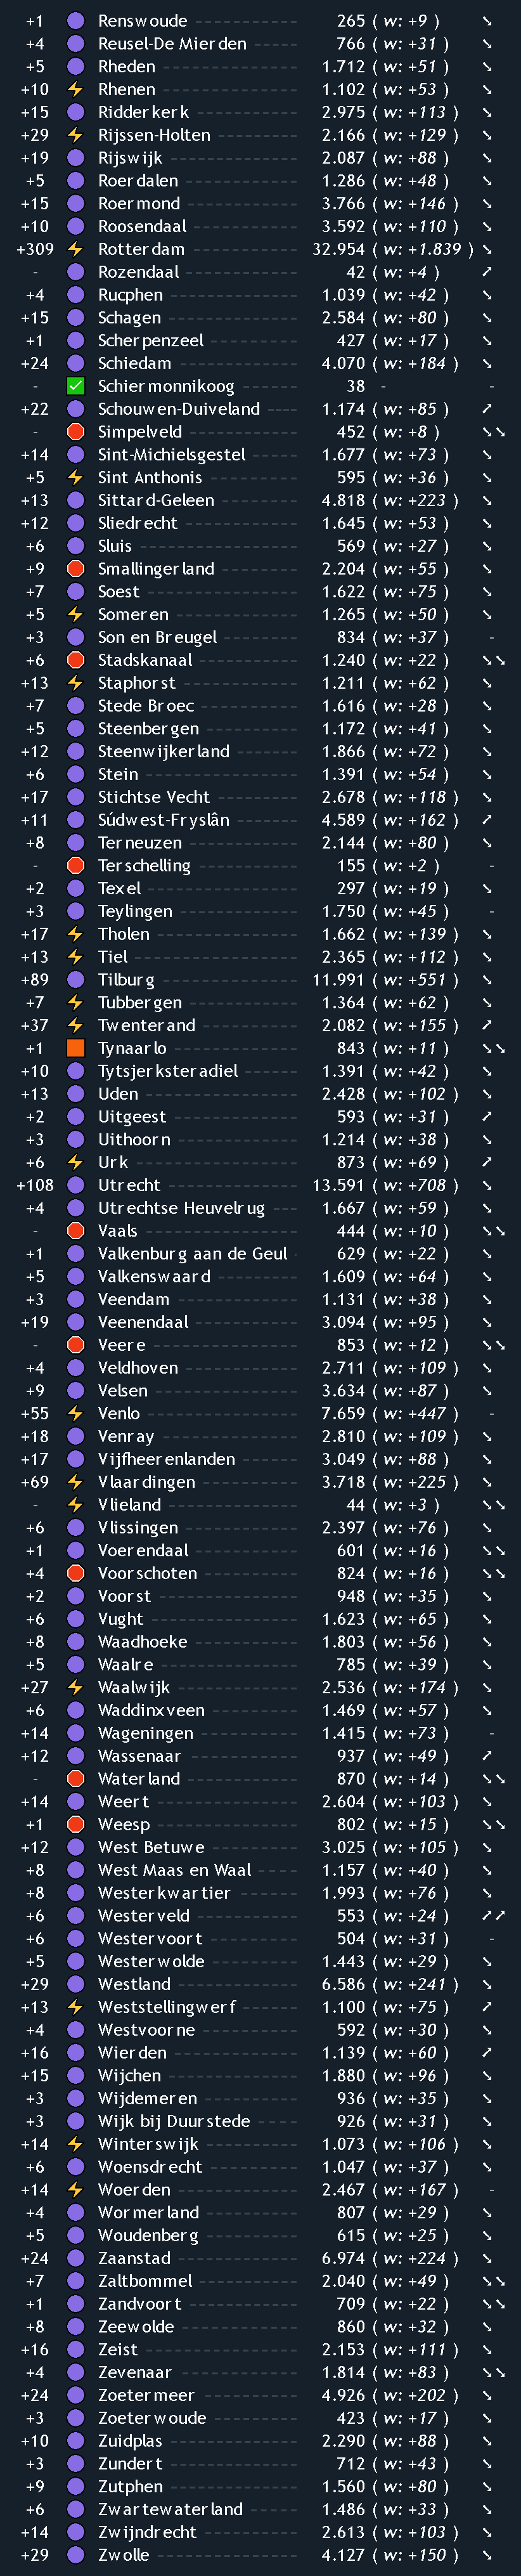 +1 Renswoude 265 ( w: +9 )
+4 Reusel-De Mierden 766 ( w: +31 )
+5 Rheden 1.712 ( w: +51 )
+10 Rhenen 1.102 ( w: +53 )
+15 Ridderkerk 2.975 ( w: +113 )
+29 Rijssen-Holten 2.166 ( w: +129 )
+19 Rijswijk 2.087 ( w: +88 )
+5 Roerdalen 1.286 ( w: +48 )
+15 Roermond 3.766 ( w: +146 )
+10 Roosendaal 3.592 ( w: +110 )
+309 Rotterdam 32.954 ( w: +1.839 )
- Rozendaal 42 ( w: +4 )
+4 Rucphen 1.039 ( w: +42 )
+15 Schagen 2.584 ( w: +80 )
+1 Scherpenzeel 427 ( w: +17 )
+24 Schiedam 4.070 ( w: +184 )
- Schiermonnikoog 38 - -
+22 Schouwen-Duiveland 1.174 ( w: +85 )
- Simpelveld 452 ( w: +8 )
+14 Sint-Michielsgestel 1.677 ( w: +73 )
+5 Sint Anthonis 595 ( w: +36 )
+13 Sittard-Geleen 4.818 ( w: +223 )
+12 Sliedrecht 1.645 ( w: +53 )
+6 Sluis 569 ( w: +27 )
+9 Smallingerland 2.204 ( w: +55 )
+7 Soest 1.622 ( w: +75 )
+5 Someren 1.265 ( w: +50 )
+3 Son en Breugel 834 ( w: +37 ) -
+6 Stadskanaal 1.240 ( w: +22 )
+13 Staphorst 1.211 ( w: +62 )
+7 Stede Broec 1.616 ( w: +28 )
+5 Steenbergen 1.172 ( w: +41 )
+12 Steenwijkerland 1.866 ( w: +72 )
+6 Stein 1.391 ( w: +54 )
+17 Stichtse Vecht 2.678 ( w: +118 )
+11 Súdwest-Fryslân 4.589 ( w: +162 )
+8 Terneuzen 2.144 ( w: +80 )
- Terschelling 155 ( w: +2 ) -
+2 Texel 297 ( w: +19 )
+3 Teylingen 1.750 ( w: +45 ) -
+17 Tholen 1.662 ( w: +139 )
+13 Tiel 2.365 ( w: +112 )
+89 Tilburg 11.991 ( w: +551 )
+7 Tubbergen 1.364 ( w: +62 )
+37 Twenterand 2.082 ( w: +155 )
+1 Tynaarlo 843 ( w: +11 )
+10 Tytsjerksteradiel 1.391 ( w: +42 )
+13 Uden 2.428 ( w: +102 )
+2 Uitgeest 593 ( w: +31 )
+3 Uithoorn 1.214 ( w: +38 )
+6 Urk 873 ( w: +69 )
+108 Utrecht 13.591 ( w: +708 )
+4 Utrechtse Heuvelrug 1.667 ( w: +59 )
- Vaals 444 ( w: +10 )
+1 Valkenburg aan de Geul 629 ( w: +22 )
+5 Valkenswaard 1.609 ( w: +64 )
+3 Veendam 1.131 ( w: +38 )
+19 Veenendaal 3.094 ( w: +95 )
- Veere 853 ( w: +12 )
+4 Veldhoven 2.711 ( w: +109 )
+9 Velsen 3.634 ( w: +87 )
+55 Venlo 7.659 ( w: +447 ) -
+18 Venray 2.810 ( w: +109 )
+17 Vijfheerenlanden 3.049 ( w: +88 )
+69 Vlaardingen 3.718 ( w: +225 )
- Vlieland 44 ( w: +3 )
+6 Vlissingen 2.397 ( w: +76 )
+1 Voerendaal 601 ( w: +16 )
+4 Voorschoten 824 ( w: +16 )
+2 Voorst 948 ( w: +35 )
+6 Vught 1.623 ( w: +65 )
+8 Waadhoeke 1.803 ( w: +56 )
+5 Waalre 785 ( w: +39 )
+27 Waalwijk 2.536 ( w: +174 )
+6 Waddinxveen 1.469 ( w: +57 )
+14 Wageningen 1.415 ( w: +73 ) -
+12 Wassenaar 937 ( w: +49 )
- Waterland 870 ( w: +14 )
+14 Weert 2.604 ( w: +103 )
+1 Weesp 802 ( w: +15 )
+12 West Betuwe 3.025 ( w: +105 )
+8 West Maas en Waal 1.157 ( w: +40 )
+8 Westerkwartier 1.993 ( w: +76 )
+6 Westerveld 553 ( w: +24 )
+6 Westervoort 504 ( w: +31 ) -
+5 Westerwolde 1.443 ( w: +29 )
+29 Westland 6.586 ( w: +241 )
+13 Weststellingwerf 1.100 ( w: +75 )
+4 Westvoorne 592 ( w: +30 )
+16 Wierden 1.139 ( w: +60 )
+15 Wijchen 1.880 ( w: +96 )
+3 Wijdemeren 936 ( w: +35 )
+3 Wijk bij Duurstede 926 ( w: +31 )
+14 Winterswijk 1.073 ( w: +106 )
+6 Woensdrecht 1.047 ( w: +37 )
+14 Woerden 2.467 ( w: +167 ) -
+4 Wormerland 807 ( w: +29 )
+5 Woudenberg 615 ( w: +25 )
+24 Zaanstad 6.974 ( w: +224 )
+7 Zaltbommel 2.040 ( w: +49 )
+1 Zandvoort 709 ( w: +22 )
+8 Zeewolde 860 ( w: +32 )
+16 Zeist 2.153 ( w: +111 )
+4 Zevenaar 1.814 ( w: +83 )
+24 Zoetermeer 4.926 ( w: +202 )
+3 Zoeterwoude 423 ( w: +17 )
+10 Zuidplas 2.290 ( w: +88 )
+3 Zundert 712 ( w: +43 )
+9 Zutphen 1.560 ( w: +80 )
+6 Zwartewaterland 1.486 ( w: +33 )
+14 Zwijndrecht 2.613 ( w: +103 )
+29 Zwolle 4.127 ( w: +150 )